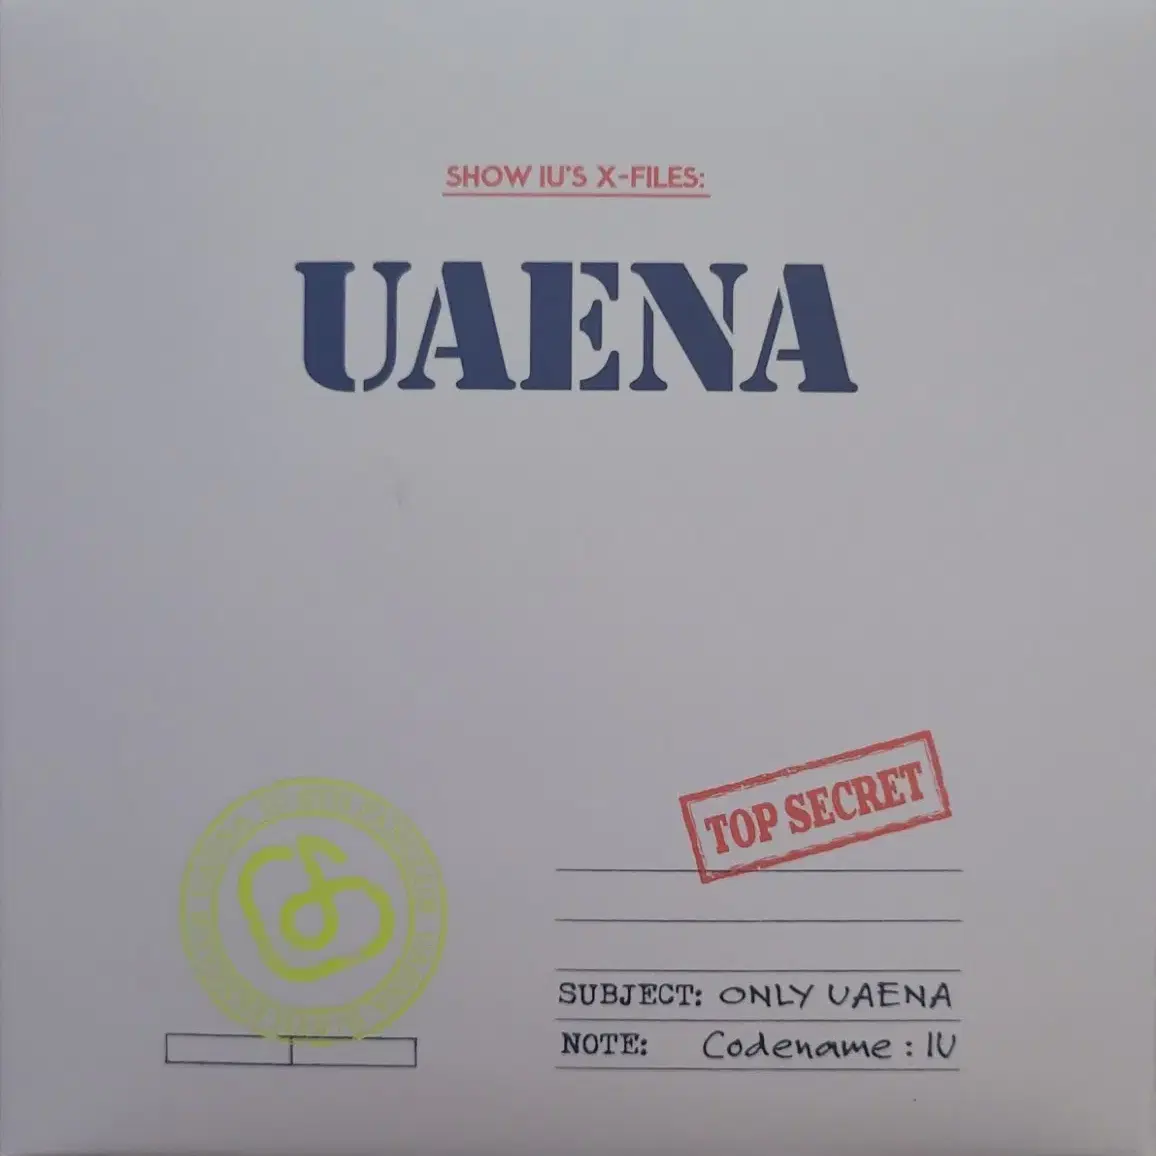 SHOW IU'S X-FILES:
UAENA
TOP SECRET
SUBJECT: ONLY UAENA
NOTE: Codename : IU